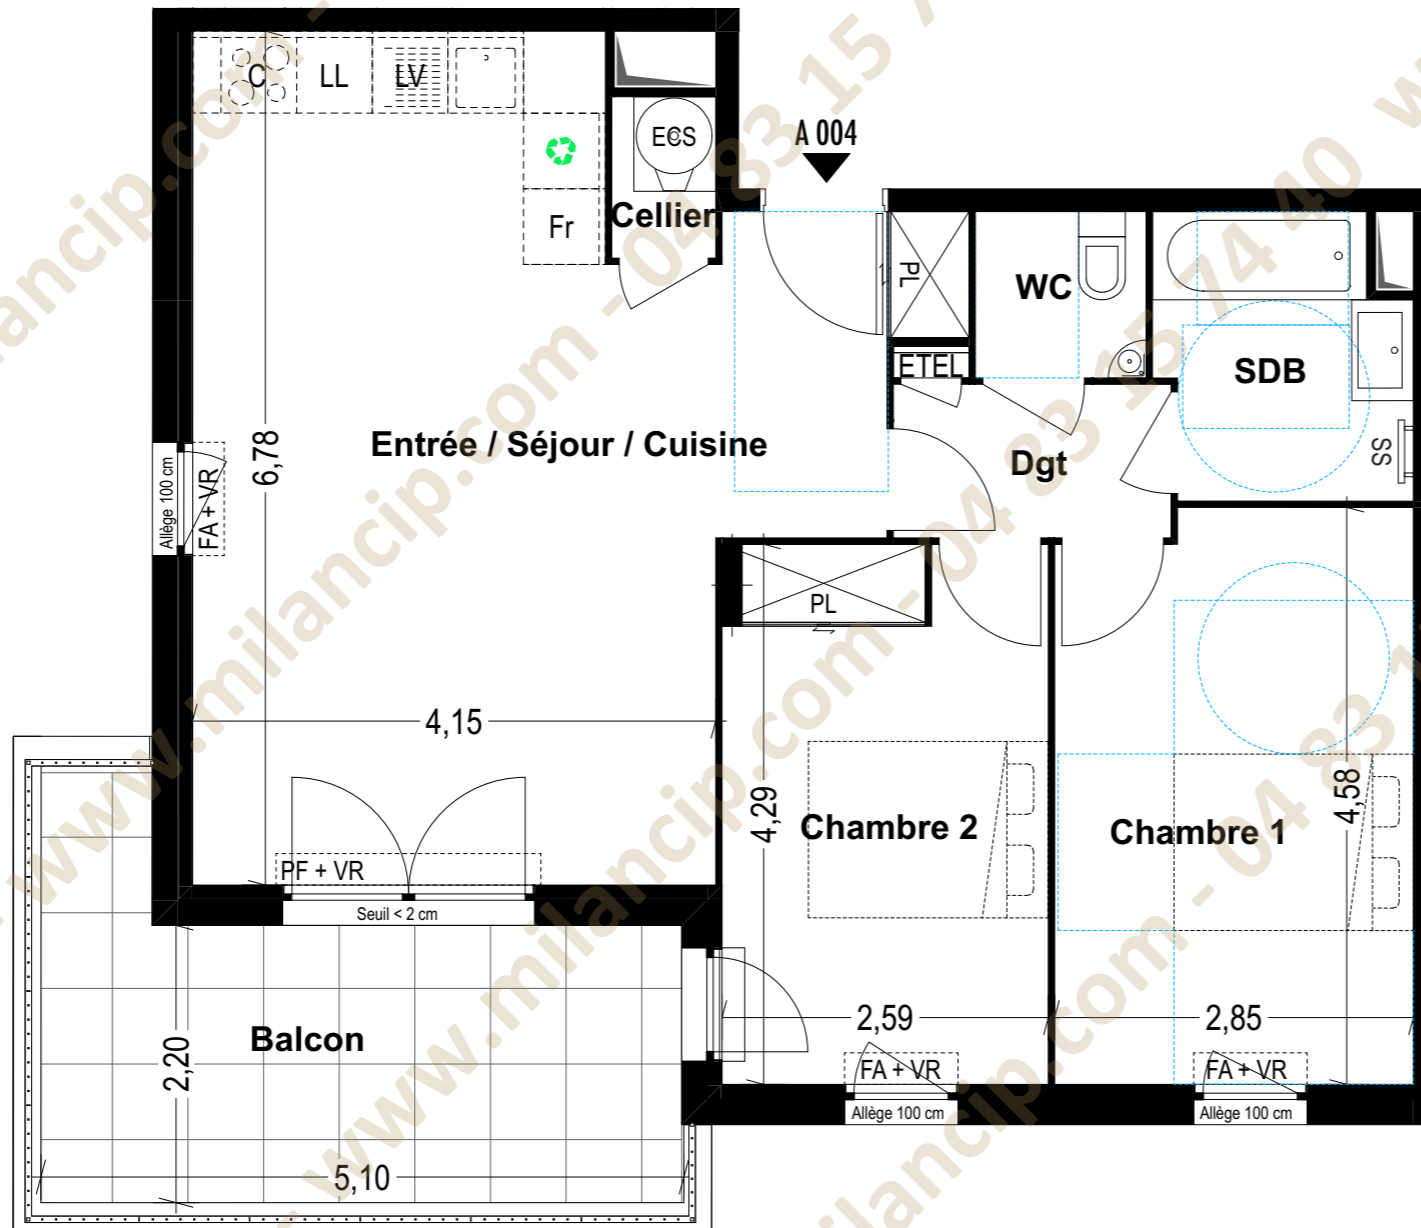 C
LL
LV
ECS
A 004
Fr
Cellier
PL
WC
ETEL
SDB
SS
Entrée / Séjour / Cuisine
Dgt
6,78
Allège 100 cm
FA + VR
PL
4,15
4,29
Chambre 2
4,58
Chambre 1
PF + VR
Seuil < 2 cm
Balcon
2,20
2,59
2,85
FA + VR
FA + VR
Allège 100 cm
Allège 100 cm
5,10
www.milancip.com - 04 83 15 74 40